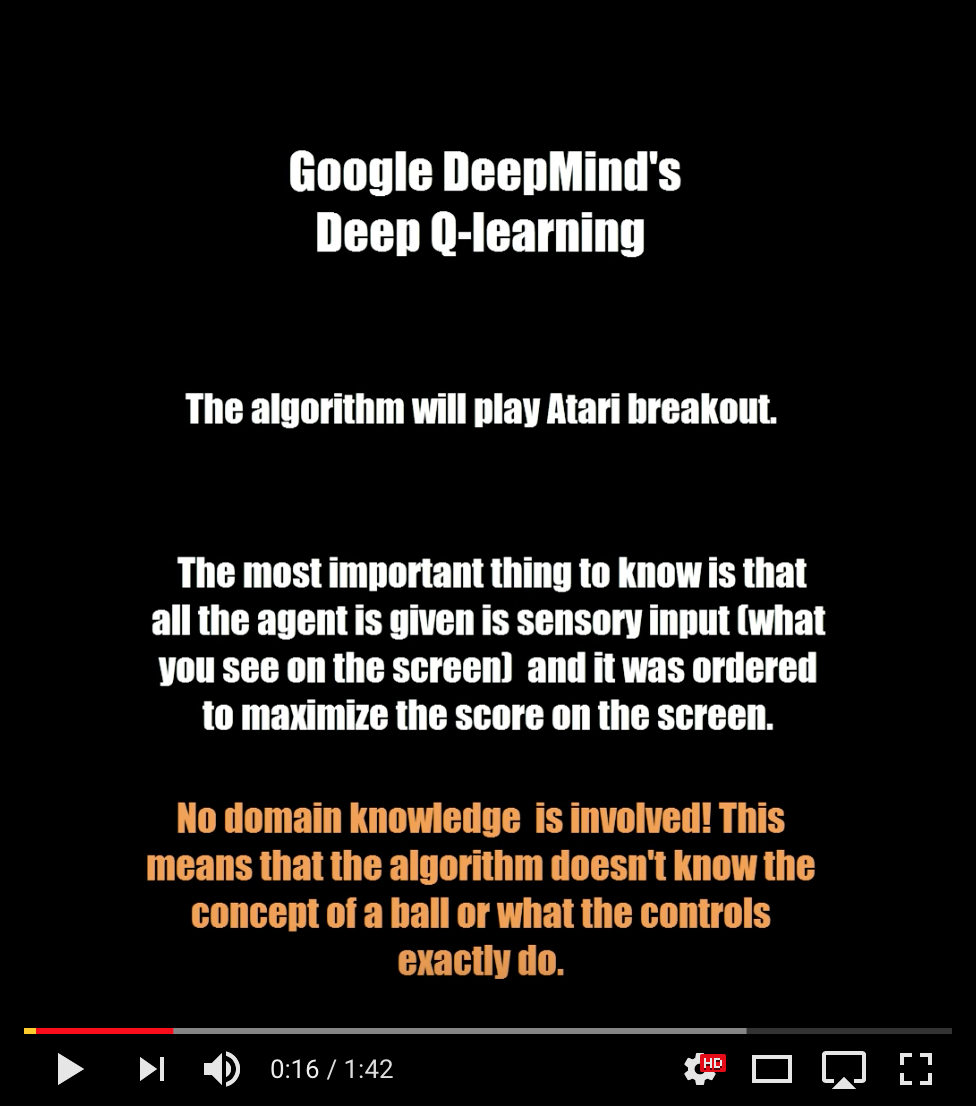 Google DeepMind's
Deep Q-learning
The algorithm will play Atari breakout.
The most important thing to know is that
all the agent is given is sensory input (what
you see on the screen)  and it was ordered
to maximize the score on the screen.
No domain knowledge  is involved! This
means that the algorithm doesn't know the
concept of a ball or what the controls
exactly do.
0:16 / 1:42
HD